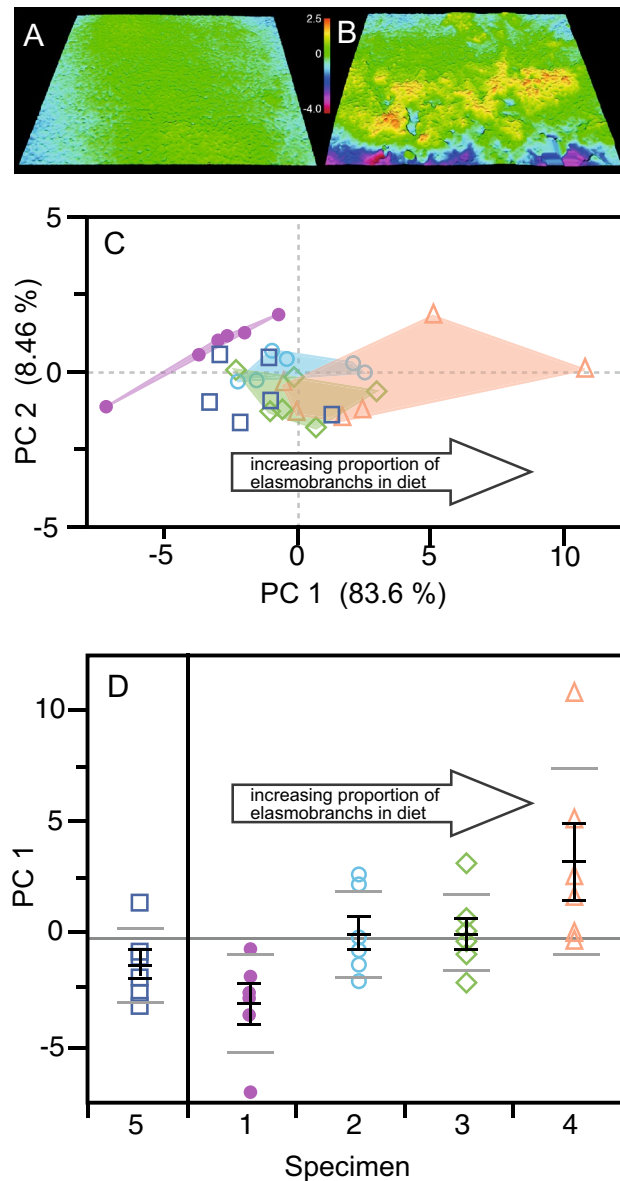 A
2.5
0
-4.0
B
C
5
0
-5
PC 2 (8.46 %)
increasing proportion of
elasmobranchs in diet
-5
0
5
10
PC 1 (83.6 %)
D
10
5
0
-5
PC 1
increasing proportion of
elasmobranchs in diet
5
1
2
3
4
Specimen